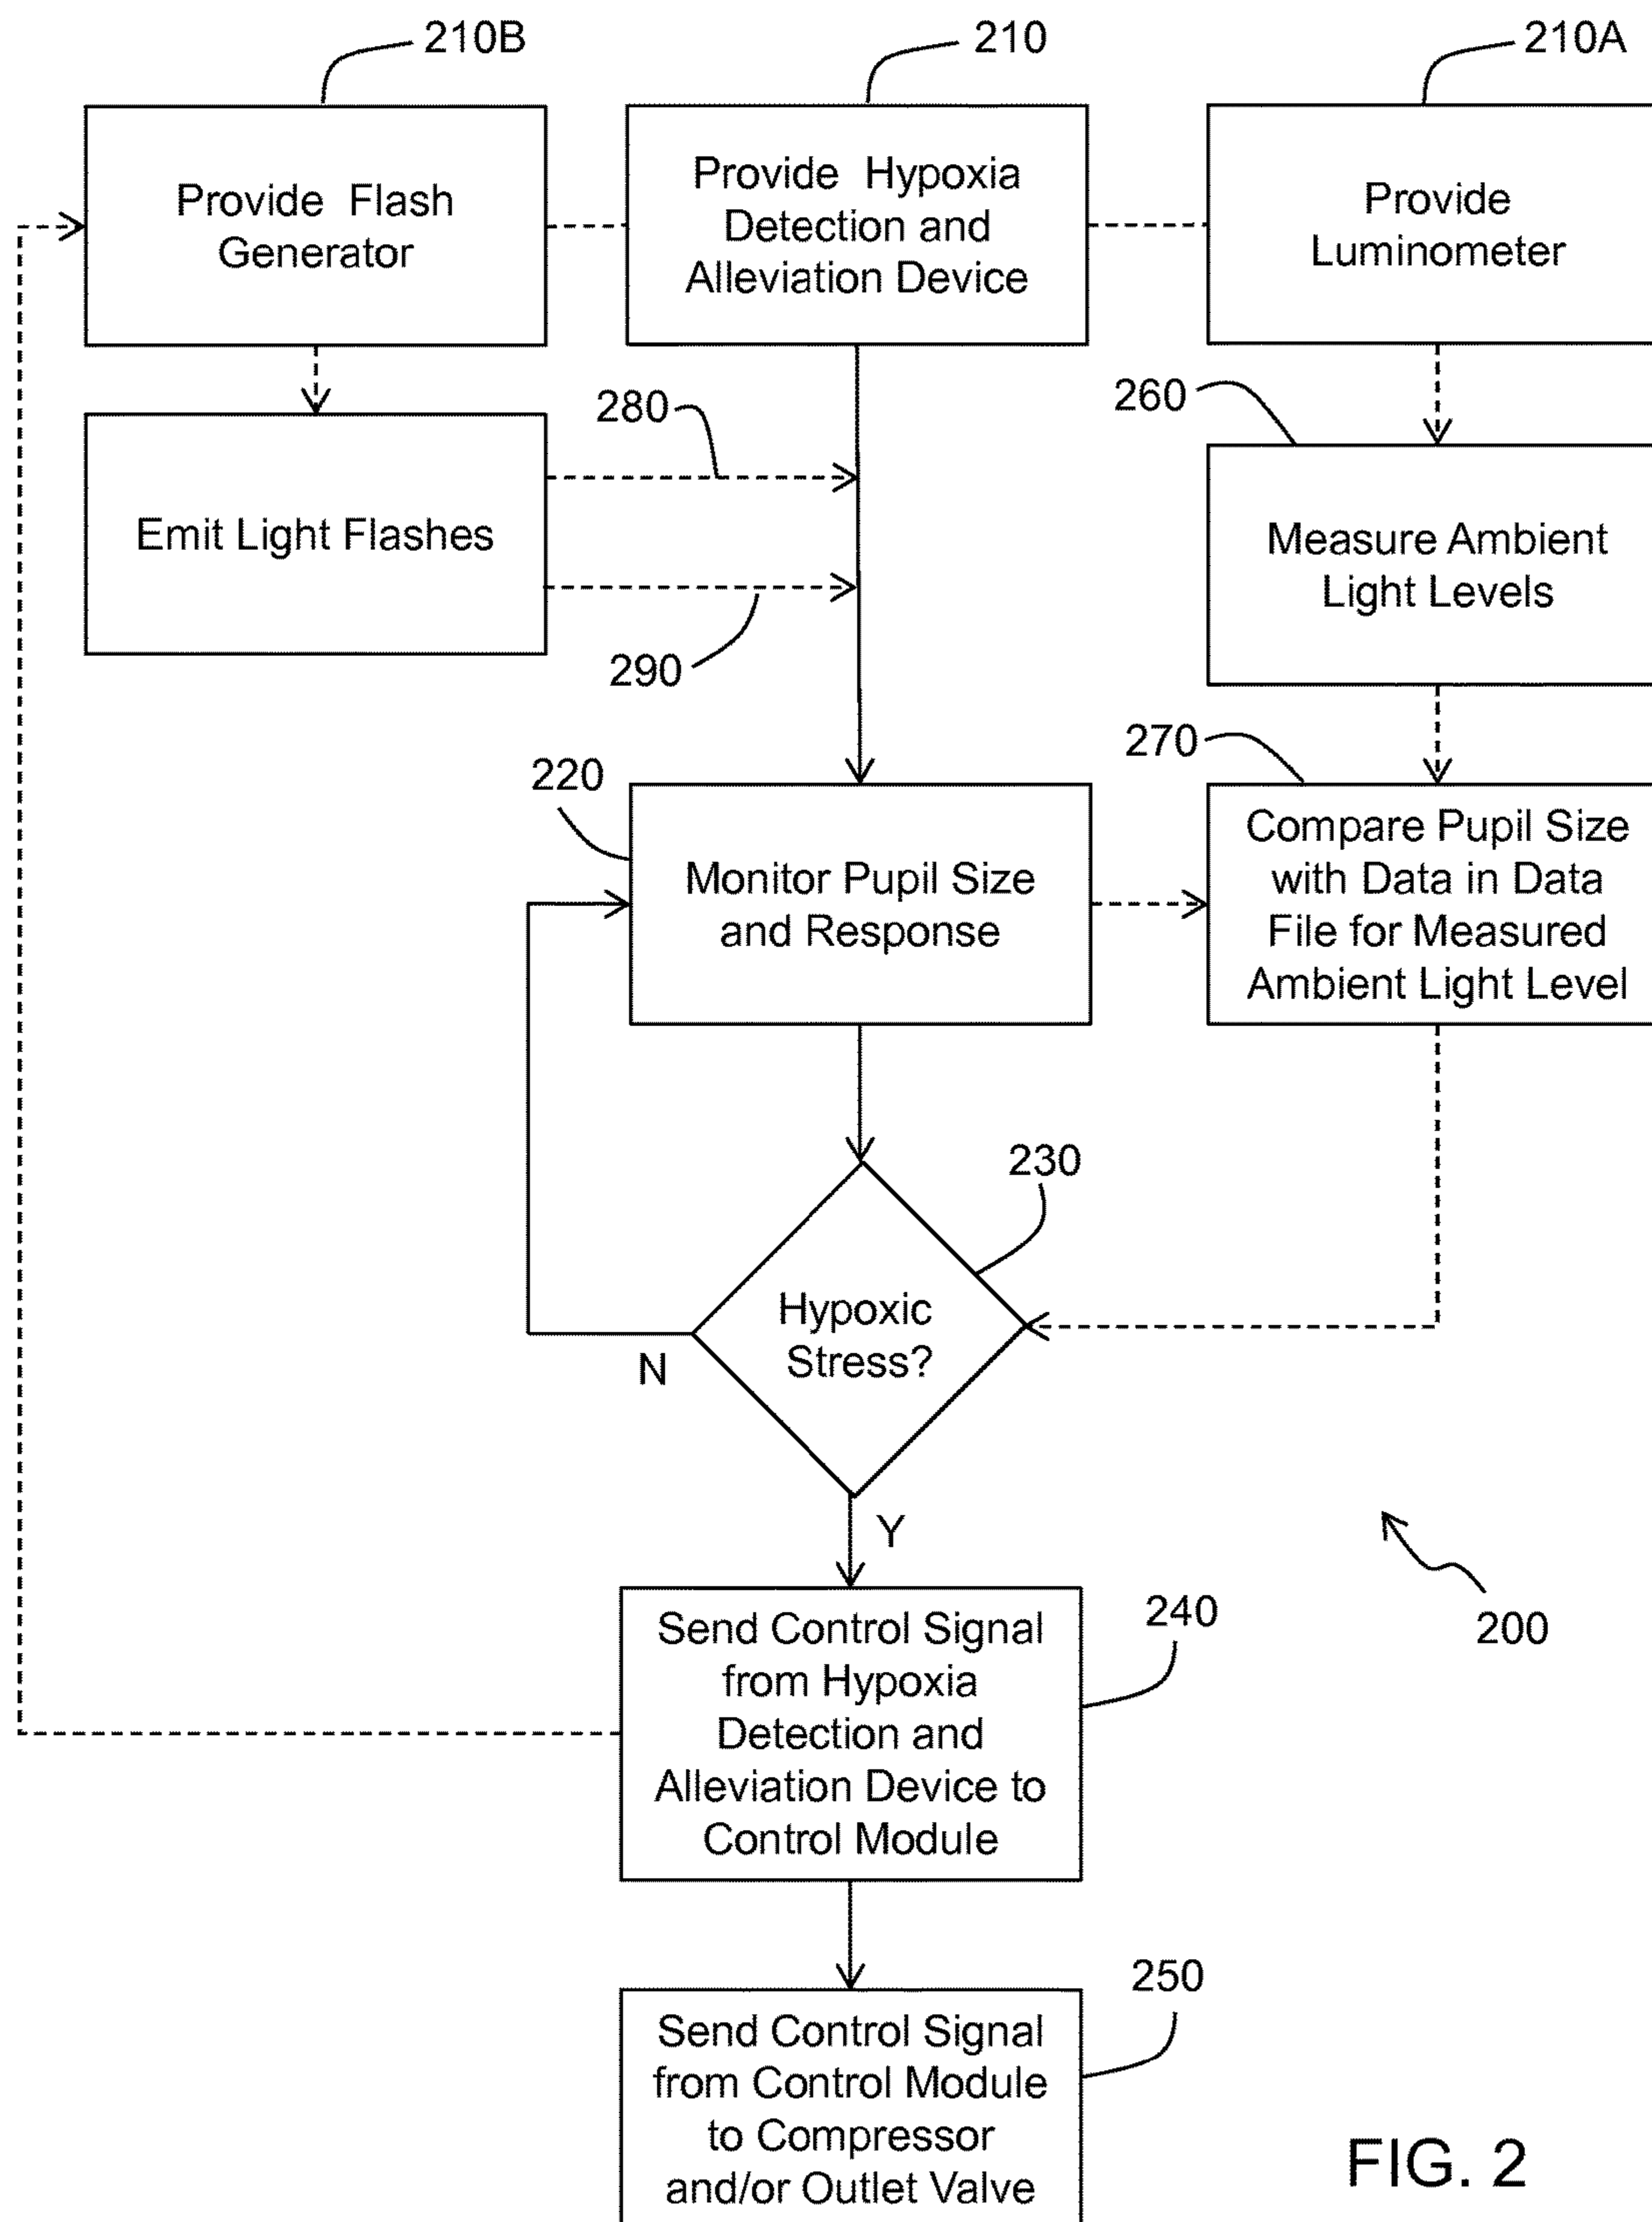 210B
210
210A
Provide Flash
Generator
Provide Hypoxia
Detection and
Alleviation Device
Provide
Luminometer
280
260
Emit Light Flashes
Measure Ambient
Light Levels
290
270
220
Monitor Pupil Size
and Response
Compare Pupil Size
with Data in Data
File for Measured
Ambient Light Level
230
Hypoxic
Stress?
N
Y
200
240
Send Control Signal
from Hypoxia
Detection and
Alleviation Device to
Control Module
250
Send Control Signal
from Control Module
to Compressor
and/or Outlet Valve
FIG. 2